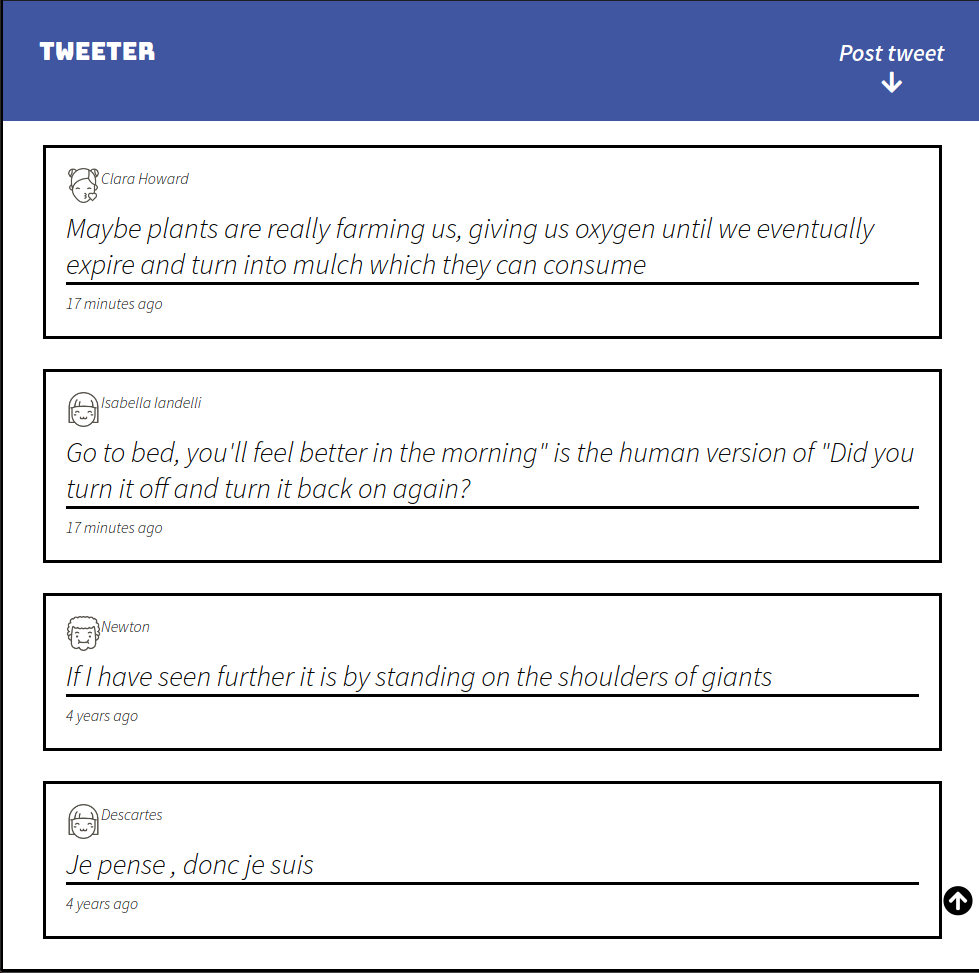 TWEETER
Post tweet
Clara Howard
Maybe plants are really farming us, giving us oxygen until we eventually
expire and turn into mulch which they can consume
17 minutes ago
Isabella Iandelli
Go to bed, you'll feel better in the morning" is the human version of "Did you
turn it off and turn it back on again?
17 minutes ago
Newton
If I have seen further it is by standing on the shoulders of giants
4 years ago
Descartes
Je pense , donc je suis
4 years ago